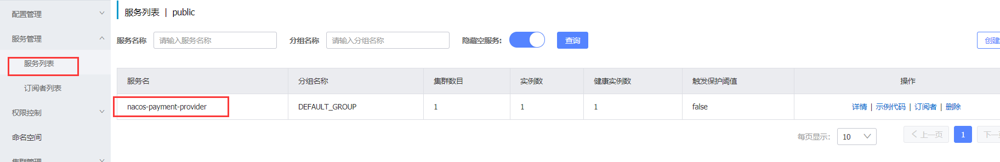 配置管理
服务管理
服务列表
订阅者列表
权限控制
命名空间
集群管理
服务列表 | public
服务名称 请输入服务名称 分组名称 请输入分组名称 隐藏空服务: 查询 创建
服务名 分组名称 集群数目 实例数 健康实例数 触发保护阈值 操作
nacos-payment-provider DEFAULT_GROUP 1 1 1 false 详情 | 示例代码 | 订阅者 | 删除
每页显示: 10 上一页 1 下一